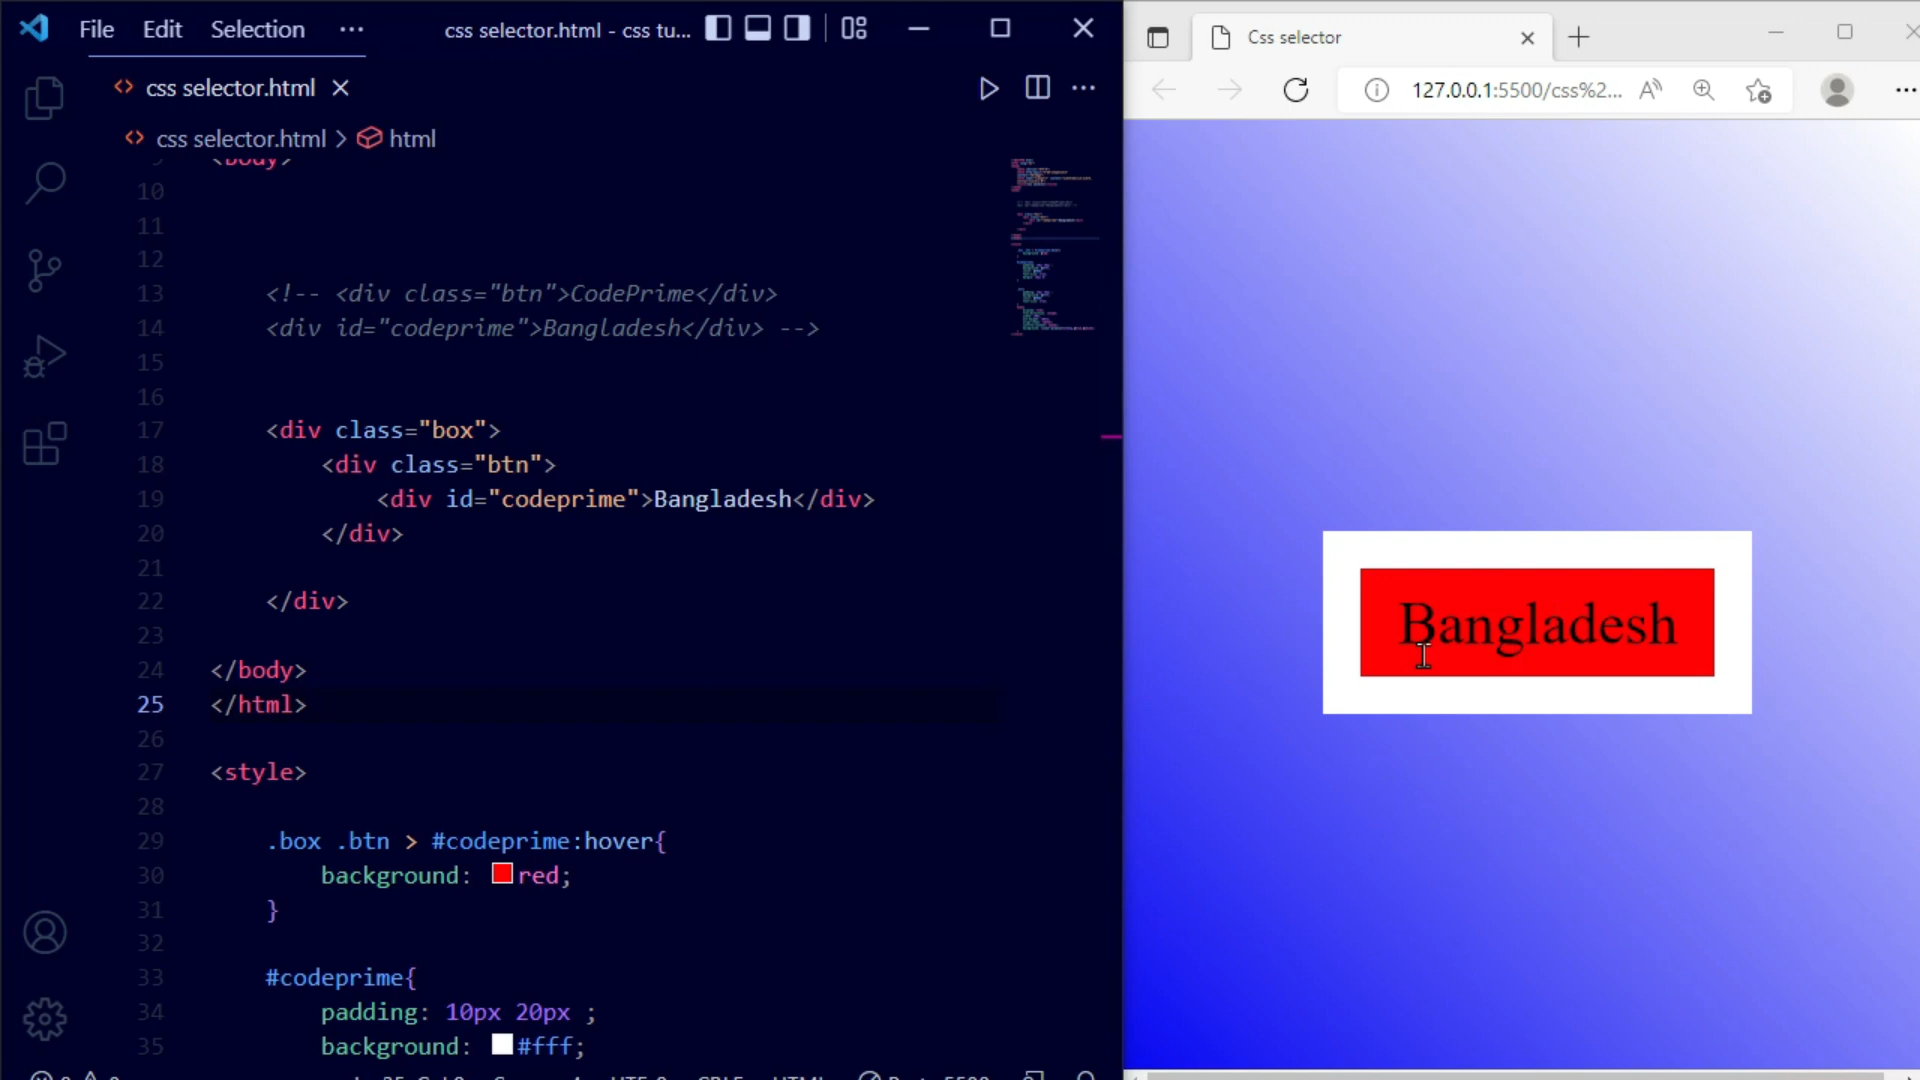 File Edit Selection ··· css selector.html - css tu...
css selector.html
css selector.html > html
9 <body>
10
11
12
13 <!-- <div class="btn">CodePrime</div>
14 <div id="codeprime">Bangladesh</div> -->
15
16
17 <div class="box">
18 <div class="btn">
19 <div id="codeprime">Bangladesh</div>
20 </div>
21
22 </div>
23
24 </body>
25 </html>
26
27 <style>
28
29 .box .btn > #codeprime:hover{
30 background: red;
31 }
32
33 #codeprime{
34 padding: 10px 20px ;
35 background: #fff;
Css selector
127.0.0.1:5500/css%2...
Bangladesh